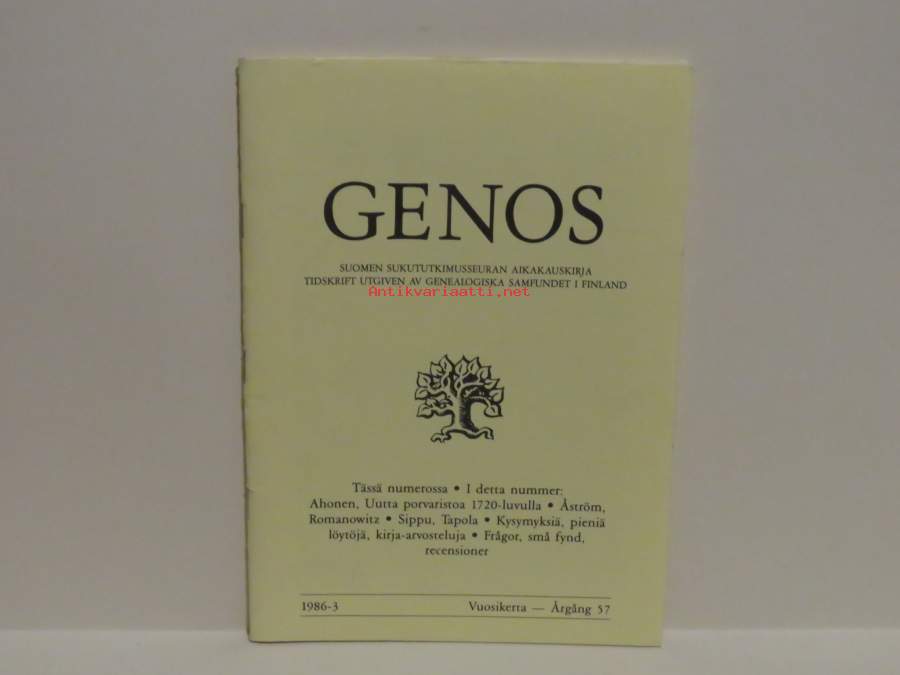 GENOS
SUOMEN SUKUTUTKIMUSSEURAN AIKAKAUSKIRJA
TIDSKRIFT UTGIVEN AV GENEALOGISKA SAMFUNDET I FINLAND
Antikvariaatti.net
Tässä numerossa • I detta nummer:
Ahonen, Uutta porvaristoa 1720-luvulla • Åström,
Romanowitz • Sippu, Tapola • Kysymyksiä, pieniä
löytöjä, kirja-arvosteluja • Frågor, små fynd,
recensioner
1986-3 Vuosikerta — Årgång 57